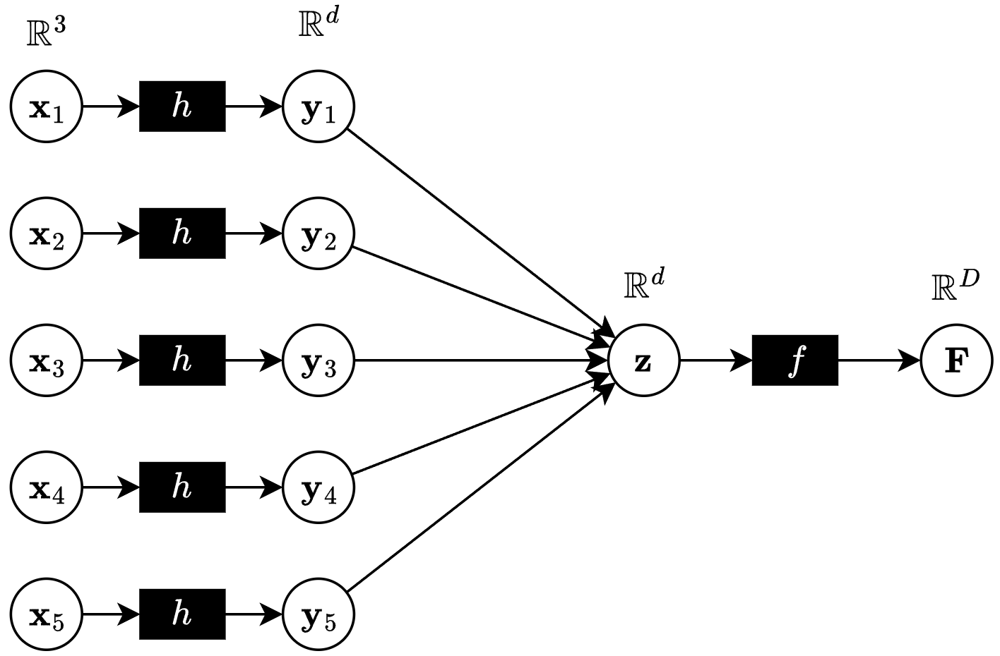 ℝ³ ℝᵈ
𝐱₁ h 𝐲₁
𝐱₂ h 𝐲₂
ℝᵈ ℝᴰ
𝐱₃ h 𝐲₃ 𝐳 f 𝐅
𝐱₄ h 𝐲₄
𝐱₅ h 𝐲₅